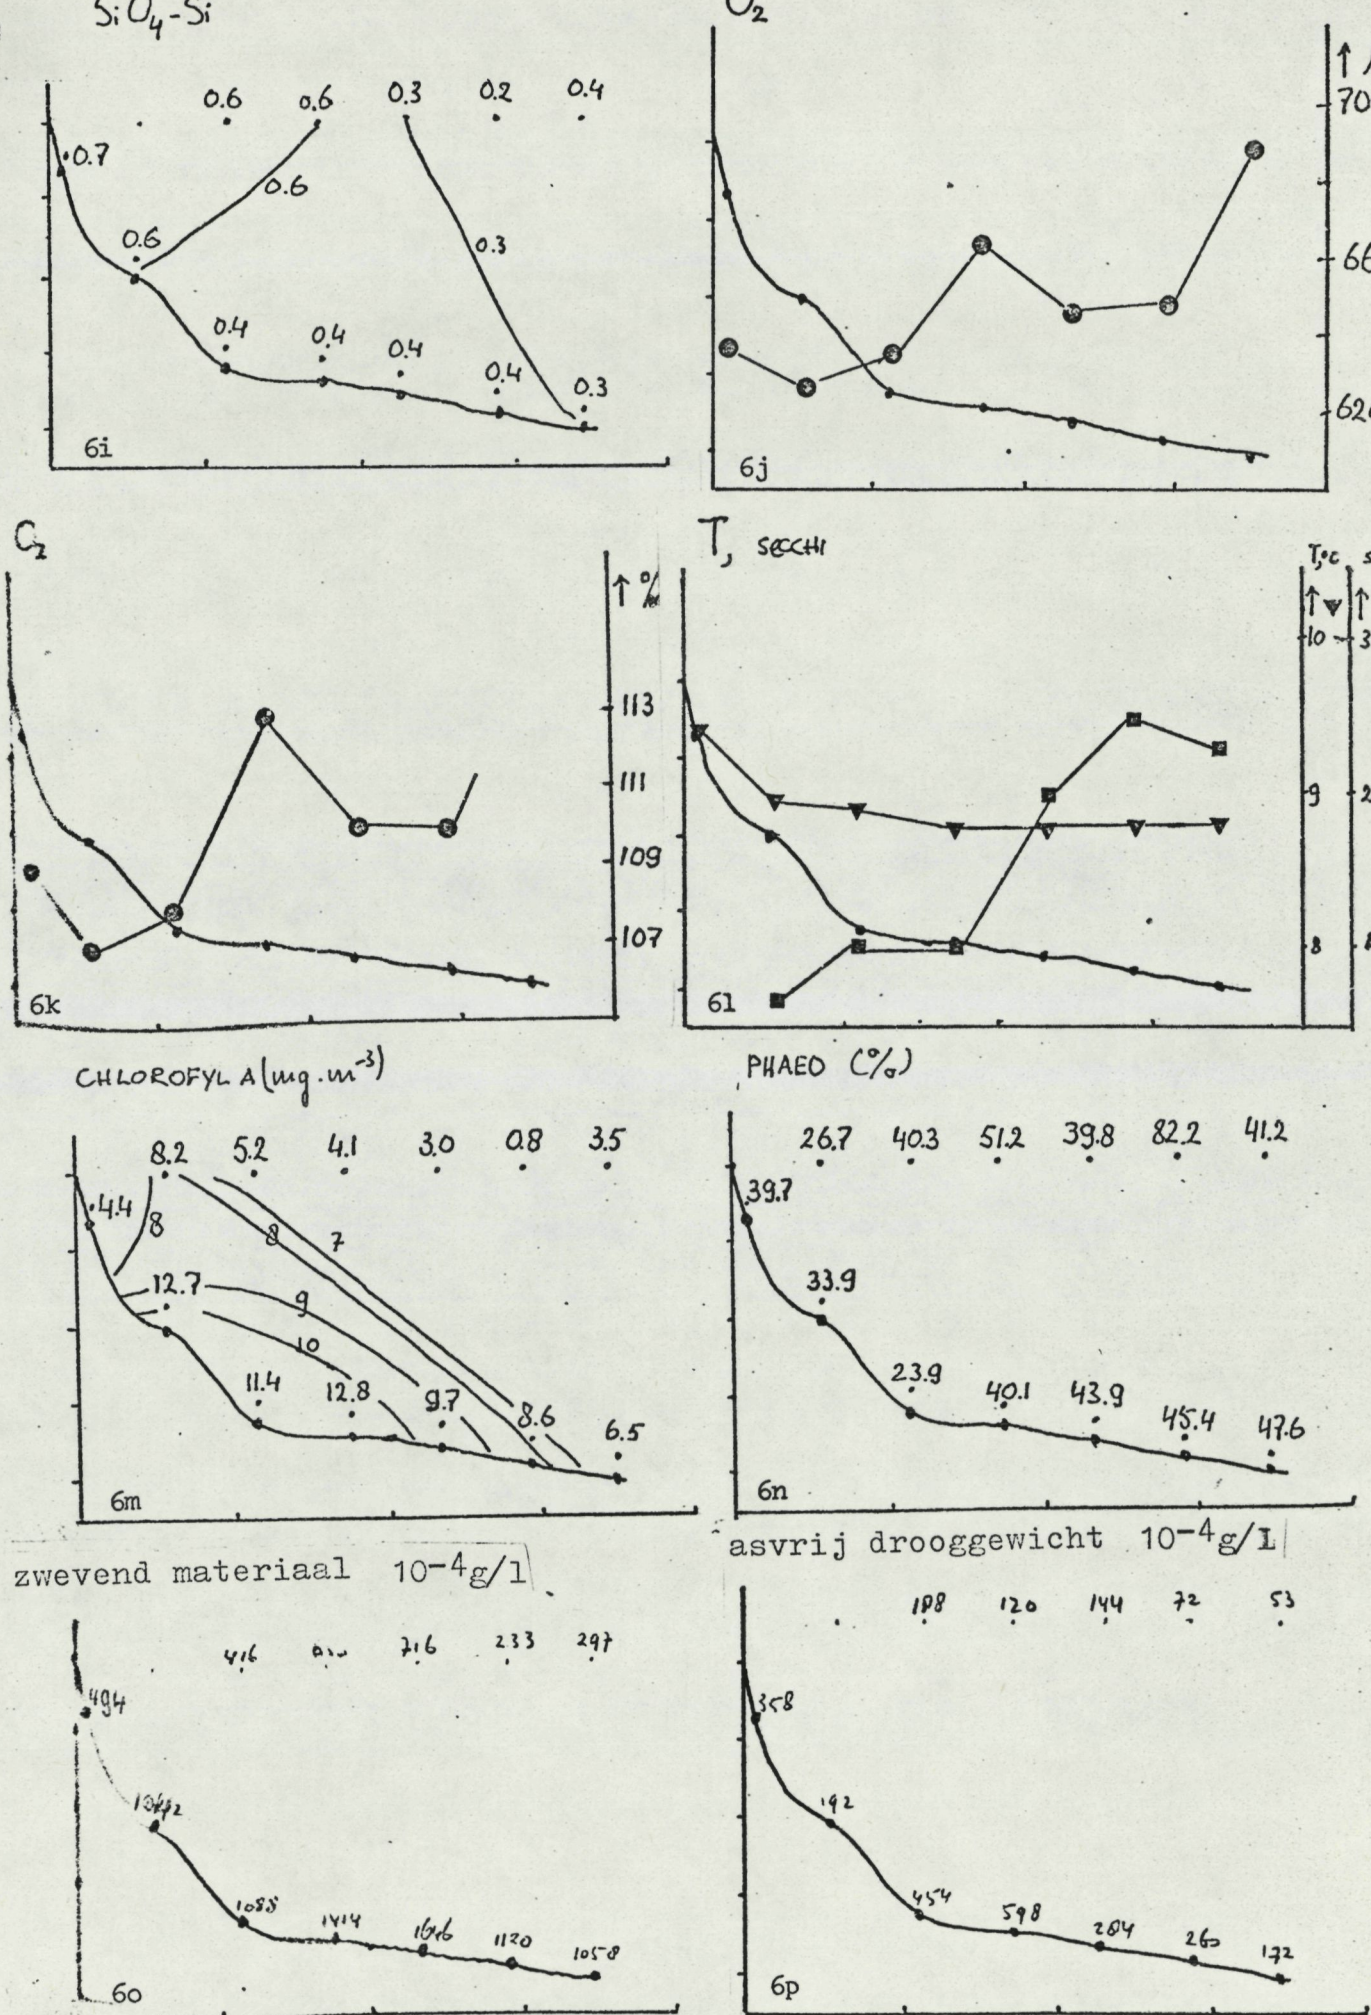 SiO4-Si
0.6 0.6 0.3 0.2 0.4
0.7
0.6
0.6
0.3
0.4 0.4 0.4 0.4 0.3
6i
O2
↑
70
66
620
6j
O2
↑ %
113
111
109
107
6k
T, SECCHI
T,°C
↑ ▼ ↑
10 3
9 2
8
6l
CHLOROFYL A (mg.m-3)
8.2 5.2 4.1 3.0 0.8 3.5
4.4
8
8 7
12.7
9
10
11.4 12.8 9.7 8.6 6.5
6m
PHAEO (%)
26.7 40.3 51.2 39.8 82.2 41.2
39.7
33.9
23.9 40.1 43.9 45.4 47.6
6n
zwevend materiaal 10-4g/l
416 716 233 297
494
1088 1414 1646 1120 1058
6o
asvrij drooggewicht 10-4g/l
188 120 144 72 53
358
192
454 598 284 260 172
6p